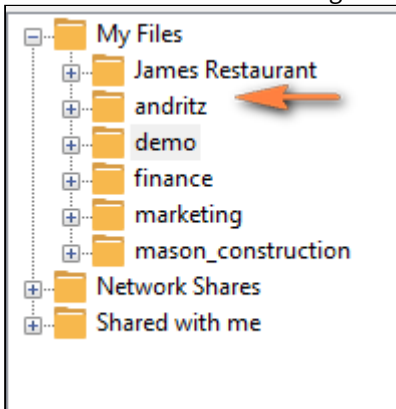 My Files
James Restaurant
andritz
demo
finance
marketing
mason_construction
Network Shares
Shared with me